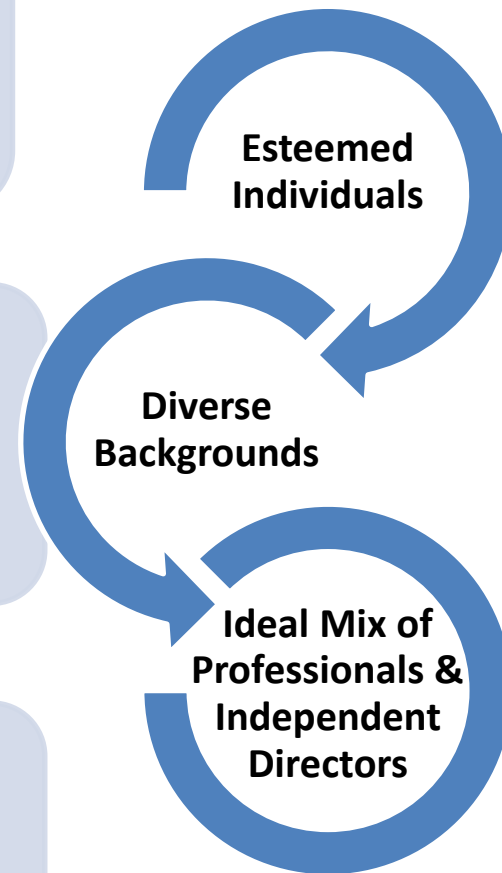 Esteemed
Individuals
Diverse
Backgrounds
Ideal Mix of
Professionals &
Independent
Directors